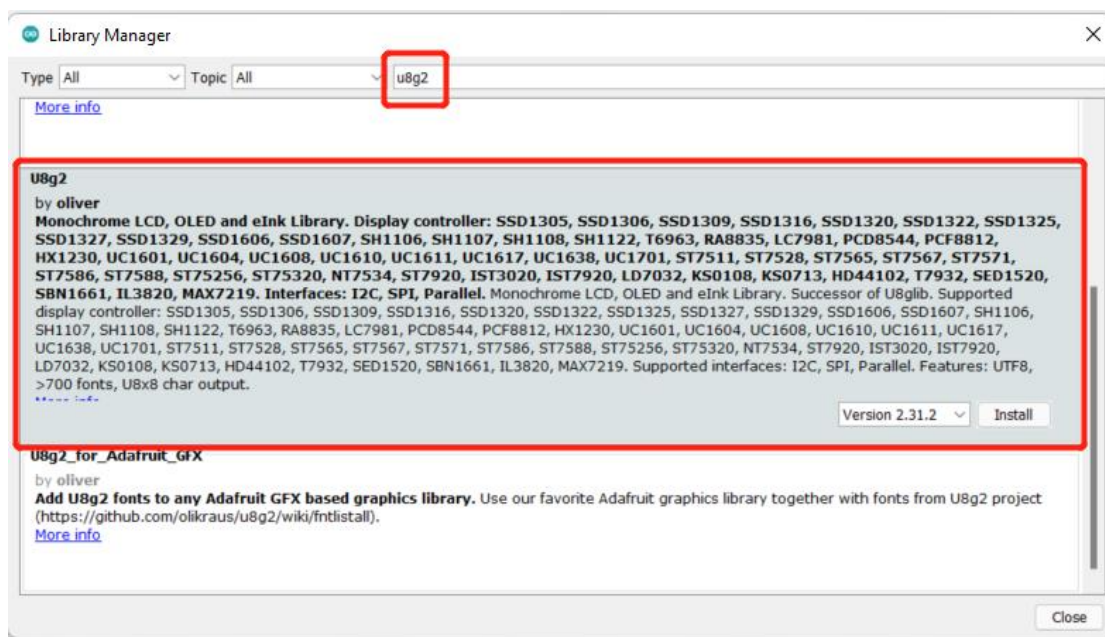 Library Manager
Type All Topic All u8g2
More info
U8g2
by oliver
Monochrome LCD, OLED and eInk Library. Display controller: SSD1305, SSD1306, SSD1309, SSD1316, SSD1320, SSD1322, SSD1325,
SSD1327, SSD1329, SSD1606, SSD1607, SH1106, SH1107, SH1108, SH1122, T6963, RA8835, LC7981, PCD8544, PCF8812,
HX1230, UC1601, UC1604, UC1608, UC1610, UC1611, UC1617, UC1638, UC1701, ST7511, ST7528, ST7565, ST7567, ST7571,
ST7586, ST7588, ST75256, ST75320, NT7534, ST7920, IST3020, IST7920, LD7032, KS0108, KS0713, HD44102, T7932, SED1520,
SBN1661, IL3820, MAX7219. Interfaces: I2C, SPI, Parallel. Monochrome LCD, OLED and eInk Library. Successor of U8glib. Supported
display controller: SSD1305, SSD1306, SSD1309, SSD1316, SSD1320, SSD1322, SSD1325, SSD1327, SSD1329, SSD1606, SSD1607, SH1106,
SH1107, SH1108, SH1122, T6963, RA8835, LC7981, PCD8544, PCF8812, HX1230, UC1601, UC1604, UC1608, UC1610, UC1611, UC1617,
UC1638, UC1701, ST7511, ST7528, ST7565, ST7567, ST7571, ST7586, ST7588, ST75256, ST75320, NT7534, ST7920, IST3020, IST7920,
LD7032, KS0108, KS0713, HD44102, T7932, SED1520, SBN1661, IL3820, MAX7219. Supported interfaces: I2C, SPI, Parallel. Features: UTF8,
>700 fonts, U8x8 char output.
More info
Version 2.31.2 Install
U8g2_for_Adafruit_GFX
by oliver
Add U8g2 fonts to any Adafruit GFX based graphics library. Use our favorite Adafruit graphics library together with fonts from U8g2 project
(https://github.com/olikraus/u8g2/wiki/fntlistall).
More info
Close